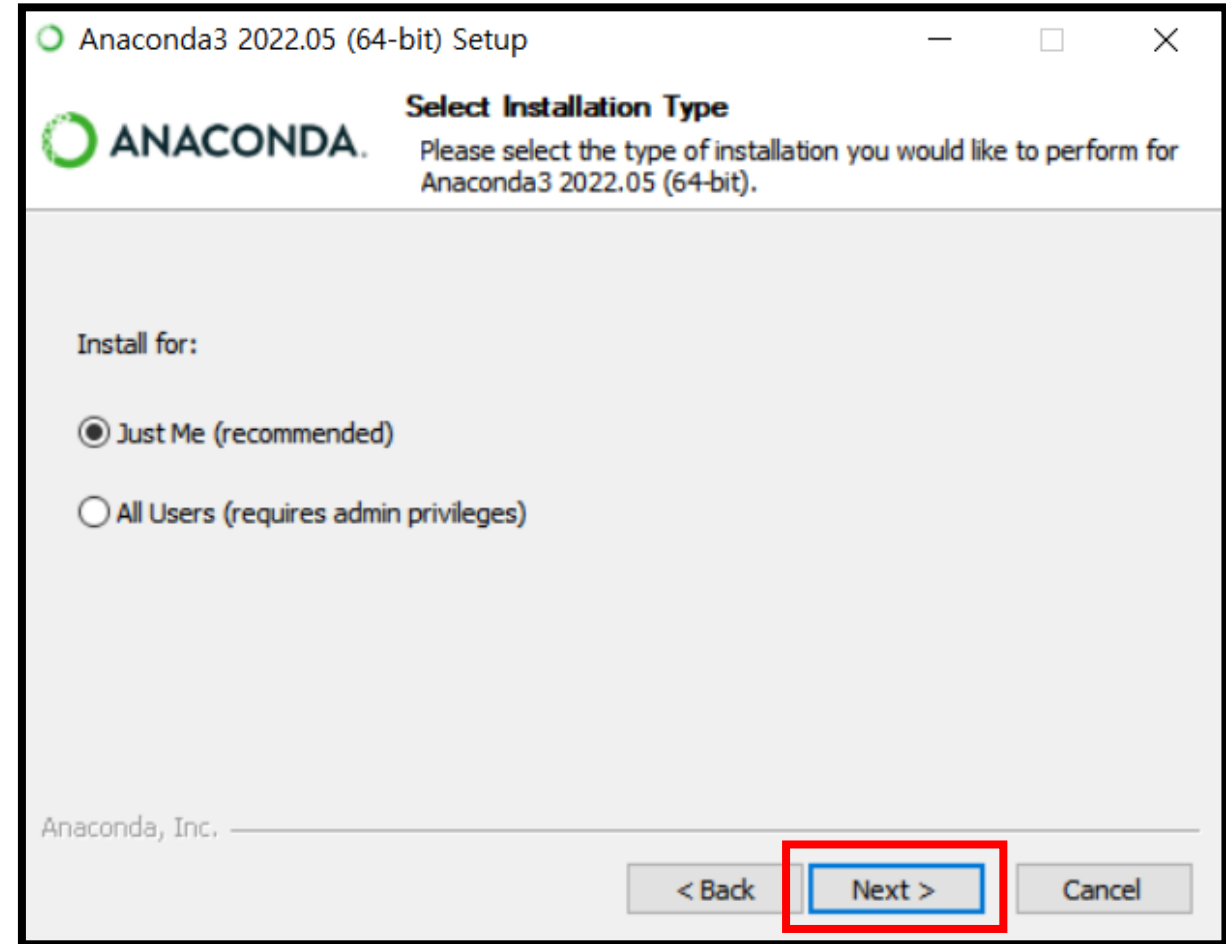 Anaconda3 2022.05 (64-bit) Setup
ANACONDA.
Select Installation Type
Please select the type of installation you would like to perform for
Anaconda3 2022.05 (64-bit).
Install for:
Just Me (recommended)
All Users (requires admin privileges)
Anaconda, Inc.
< Back
Next >
Cancel